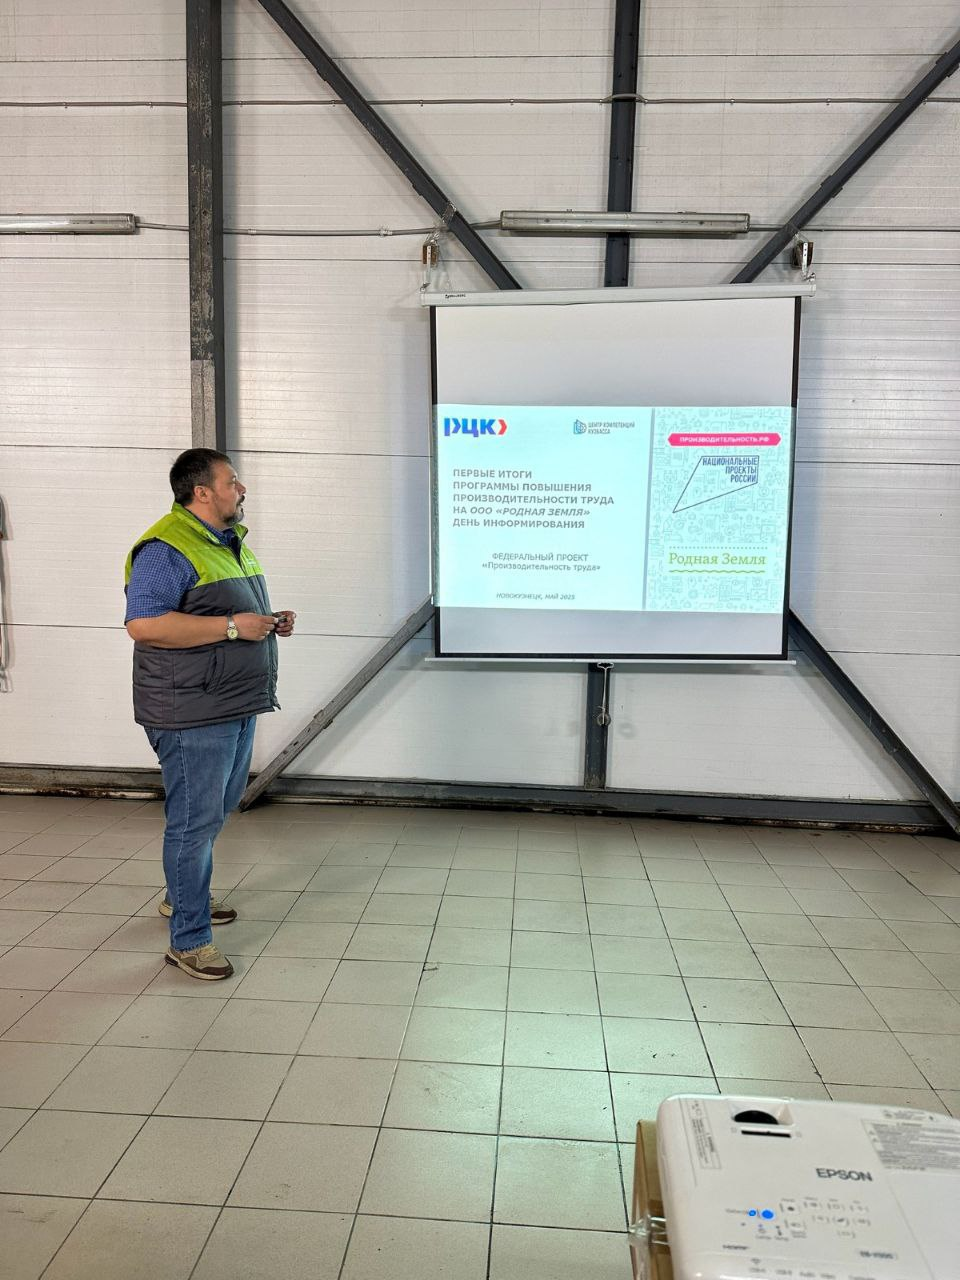 РЦК
ЦЕНТР КОМПЕТЕНЦИЙ
КУЗБАССА
ПЕРВЫЕ ИТОГИ
ПРОГРАММЫ ПОВЫШЕНИЯ
ПРОИЗВОДИТЕЛЬНОСТИ ТРУДА
НА ООО «РОДНАЯ ЗЕМЛЯ»
ДЕНЬ ИНФОРМИРОВАНИЯ
ФЕДЕРАЛЬНЫЙ ПРОЕКТ
«Производительность труда»
НОВОКУЗНЕЦК, МАЙ 2025
ПРОИЗВОДИТЕЛЬНОСТЬ.РФ
НАЦИОНАЛЬНЫЕ
ПРОЕКТЫ
РОССИИ
Родная Земля
EPSON